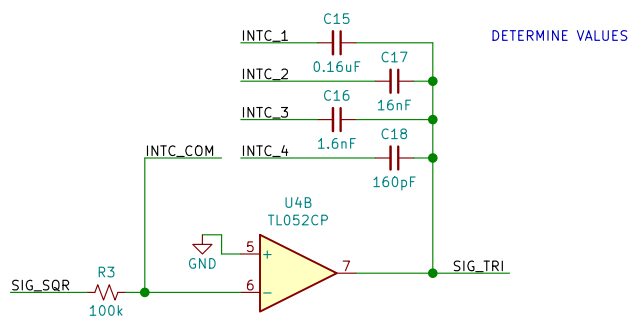 C15
INTC_1
DETERMINE VALUES
0.16uF
C17
INTC_2
16nF
C16
INTC_3
1.6nF
C18
INTC_COM
INTC_4
160pF
U4B
TL052CP
5
+
GND
7
SIG_TRI
R3
SIG_SQR
6
−
100k